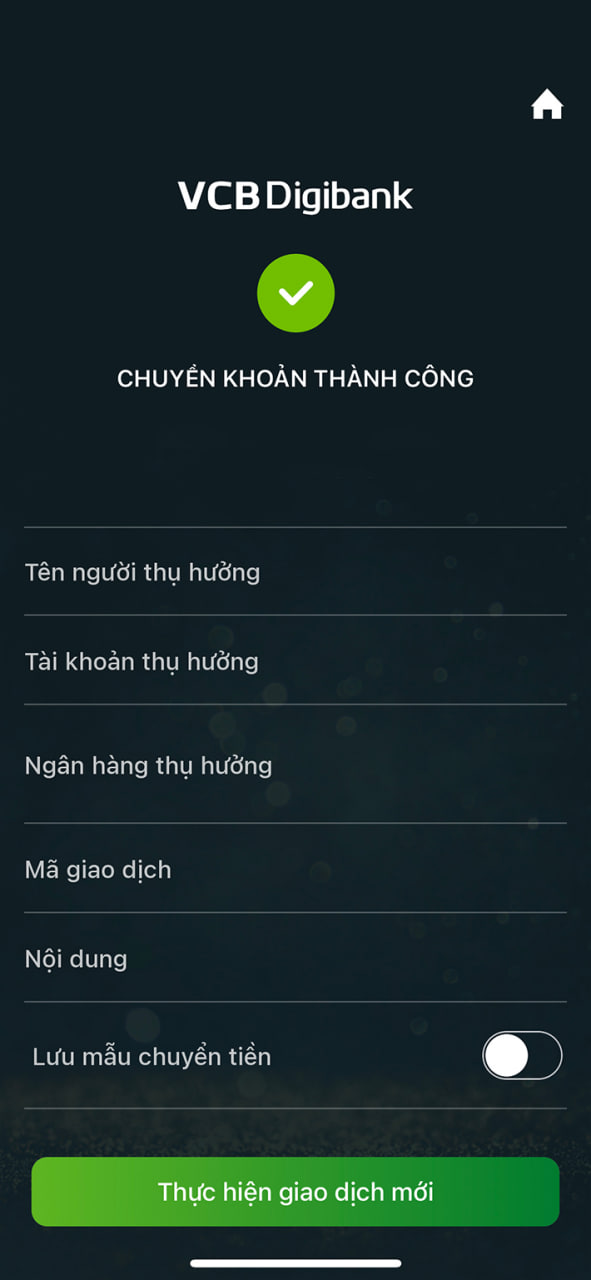 VCB Digibank
CHUYỂN KHOẢN THÀNH CÔNG
Tên người thụ hưởng
Tài khoản thụ hưởng
Ngân hàng thụ hưởng
Mã giao dịch
Nội dung
Lưu mẫu chuyển tiền
Thực hiện giao dịch mới